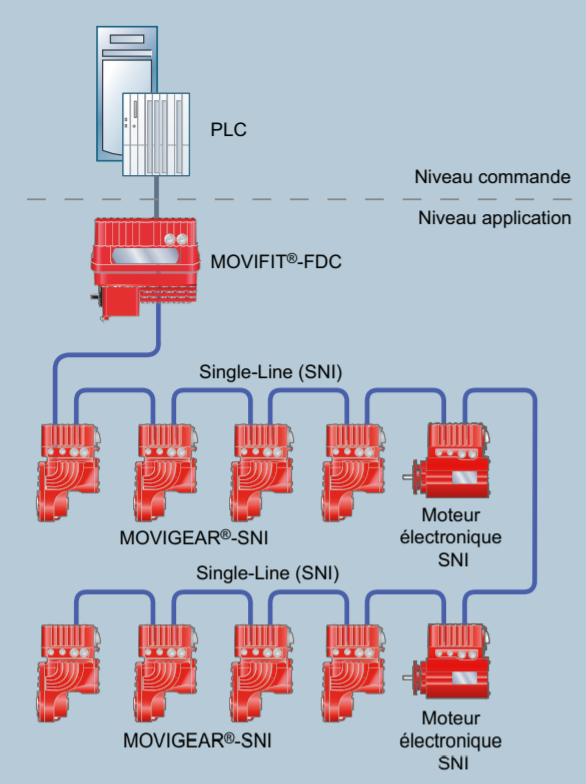 PLC
Niveau commande
Niveau application
MOVIFIT®-FDC
Single-Line (SNI)
MOVIGEAR®-SNI
Moteur
électronique
SNI
Single-Line (SNI)
MOVIGEAR®-SNI
Moteur
électronique
SNI